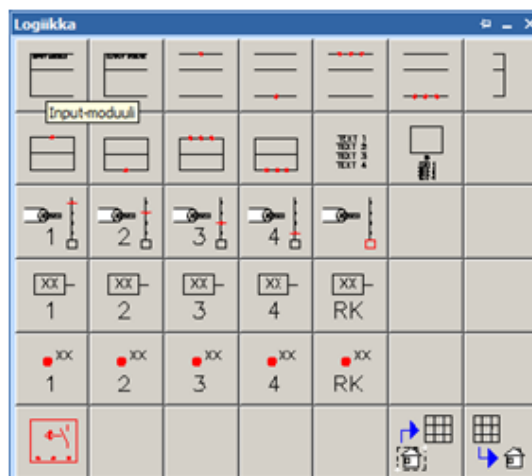 Logiikka
Input-moduuli
TEXT 1
TEXT 2
TEXT 3
TEXT 4
1 2 3 4
XX XX XX XX XX
1 2 3 4 RK
XX XX XX XX XX
1 2 3 4 RK